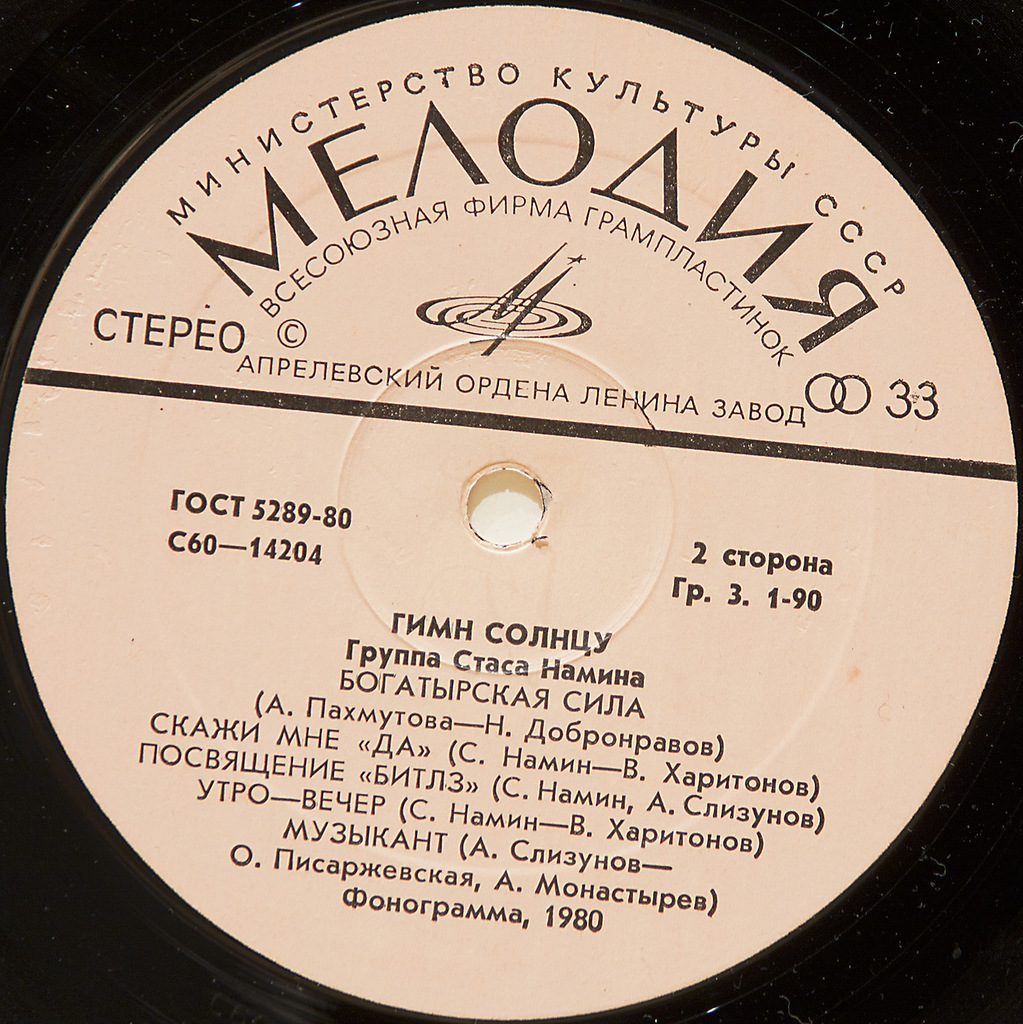 МИНИСТЕРСТВО КУЛЬТУРЫ СССР
МЕЛОДИЯ
ВСЕСОЮЗНАЯ ФИРМА ГРАМПЛАСТИНОК
СТЕРЕО ©
АПРЕЛЕВСКИЙ ОРДЕНА ЛЕНИНА ЗАВОД
33
ГОСТ 5289-80
С60—14204
2 сторона
Гр. 3. 1-90
ГИМН СОЛНЦУ
Группа Стаса Намина
БОГАТЫРСКАЯ СИЛА
(А. Пахмутова—Н. Добронравов)
СКАЖИ МНЕ «ДА» (С. Намин—В. Харитонов)
ПОСВЯЩЕНИЕ «БИТЛЗ» (С. Намин, А. Слизунов)
УТРО—ВЕЧЕР (С. Намин—В. Харитонов)
МУЗЫКАНТ (А. Слизунов—
О. Писаржевская, А. Монастырев)
Фонограмма, 1980